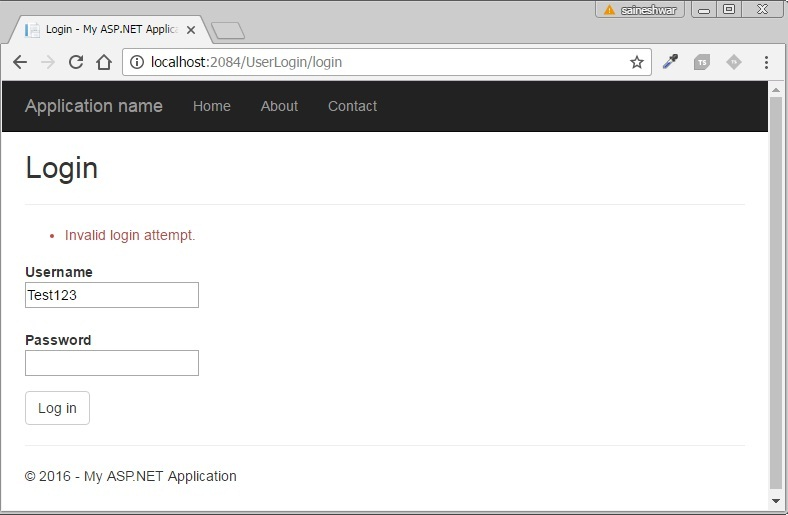 saineshwar
Login - My ASP.NET Applica
localhost:2084/UserLogin/login
TS
Application name Home About Contact
Login
Invalid login attempt.
Username
Test123
Password
Log in
© 2016 - My ASP.NET Application